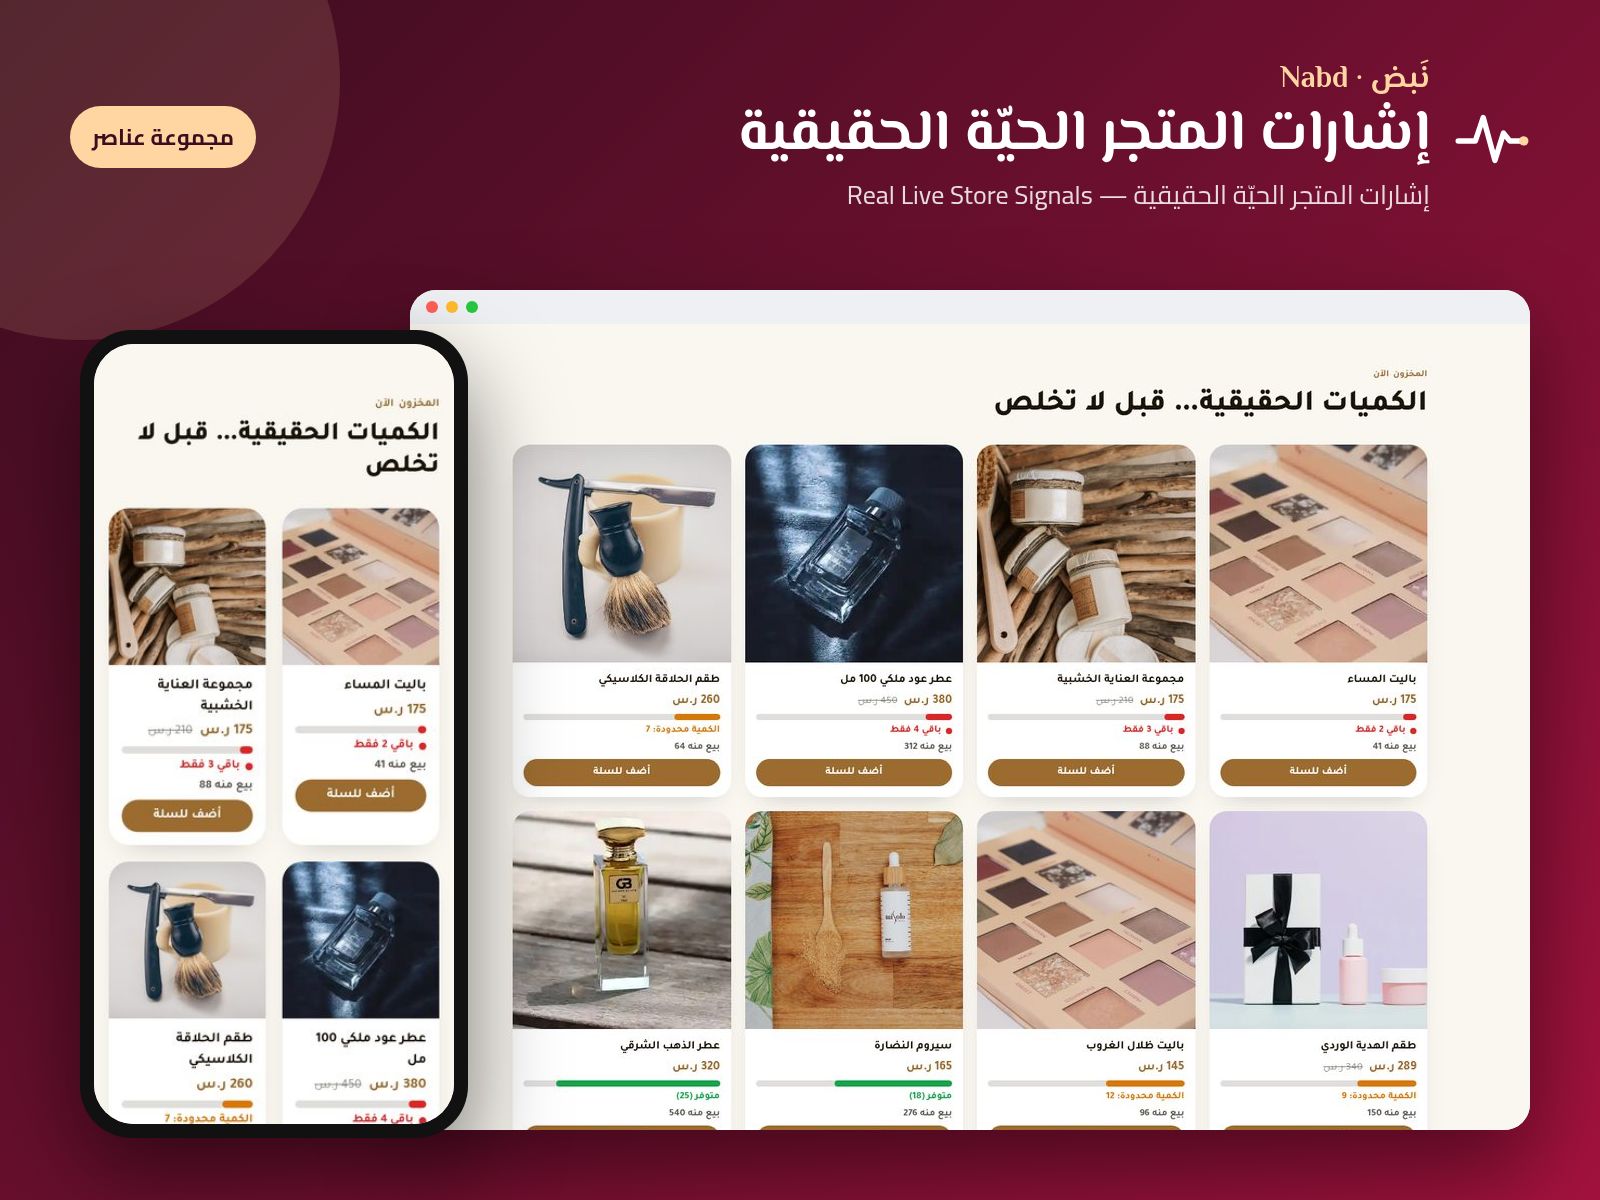 نَبض · Nabd
إشارات المتجر الحيّة الحقيقية
إشارات المتجر الحيّة الحقيقية — Real Live Store Signals
مجموعة عناصر
المخزون الآن
الكميات الحقيقية... قبل لا تخلص
باليت المساء
175 ر.س
باقي 2 فقط
بيع منه 41
أضف للسلة
مجموعة العناية الخشبية
175 ر.س 210 ر.س
باقي 3 فقط
بيع منه 88
أضف للسلة
عطر عود ملكي 100 مل
380 ر.س 450 ر.س
باقي 4 فقط
بيع منه 312
أضف للسلة
طقم الحلاقة الكلاسيكي
260 ر.س
الكمية محدودة: 7
بيع منه 64
أضف للسلة
طقم الهدية الوردي
289 ر.س 340 ر.س
الكمية محدودة: 9
بيع منه 150
باليت ظلال الغروب
145 ر.س
الكمية محدودة: 12
بيع منه 96
سيروم النضارة
165 ر.س
متوفر (18)
بيع منه 276
GB
عطر الذهب الشرقي
320 ر.س
متوفر (25)
بيع منه 540
المخزون الآن
الكميات الحقيقية... قبل لا
تخلص
باليت المساء
175 ر.س
باقي 2 فقط
بيع منه 41
أضف للسلة
مجموعة العناية
الخشبية
175 ر.س 210 ر.س
باقي 3 فقط
بيع منه 88
أضف للسلة
عطر عود ملكي 100
مل
380 ر.س 450 ر.س
باقي 4 فقط
طقم الحلاقة
الكلاسيكي
260 ر.س
الكمية محدودة: 7